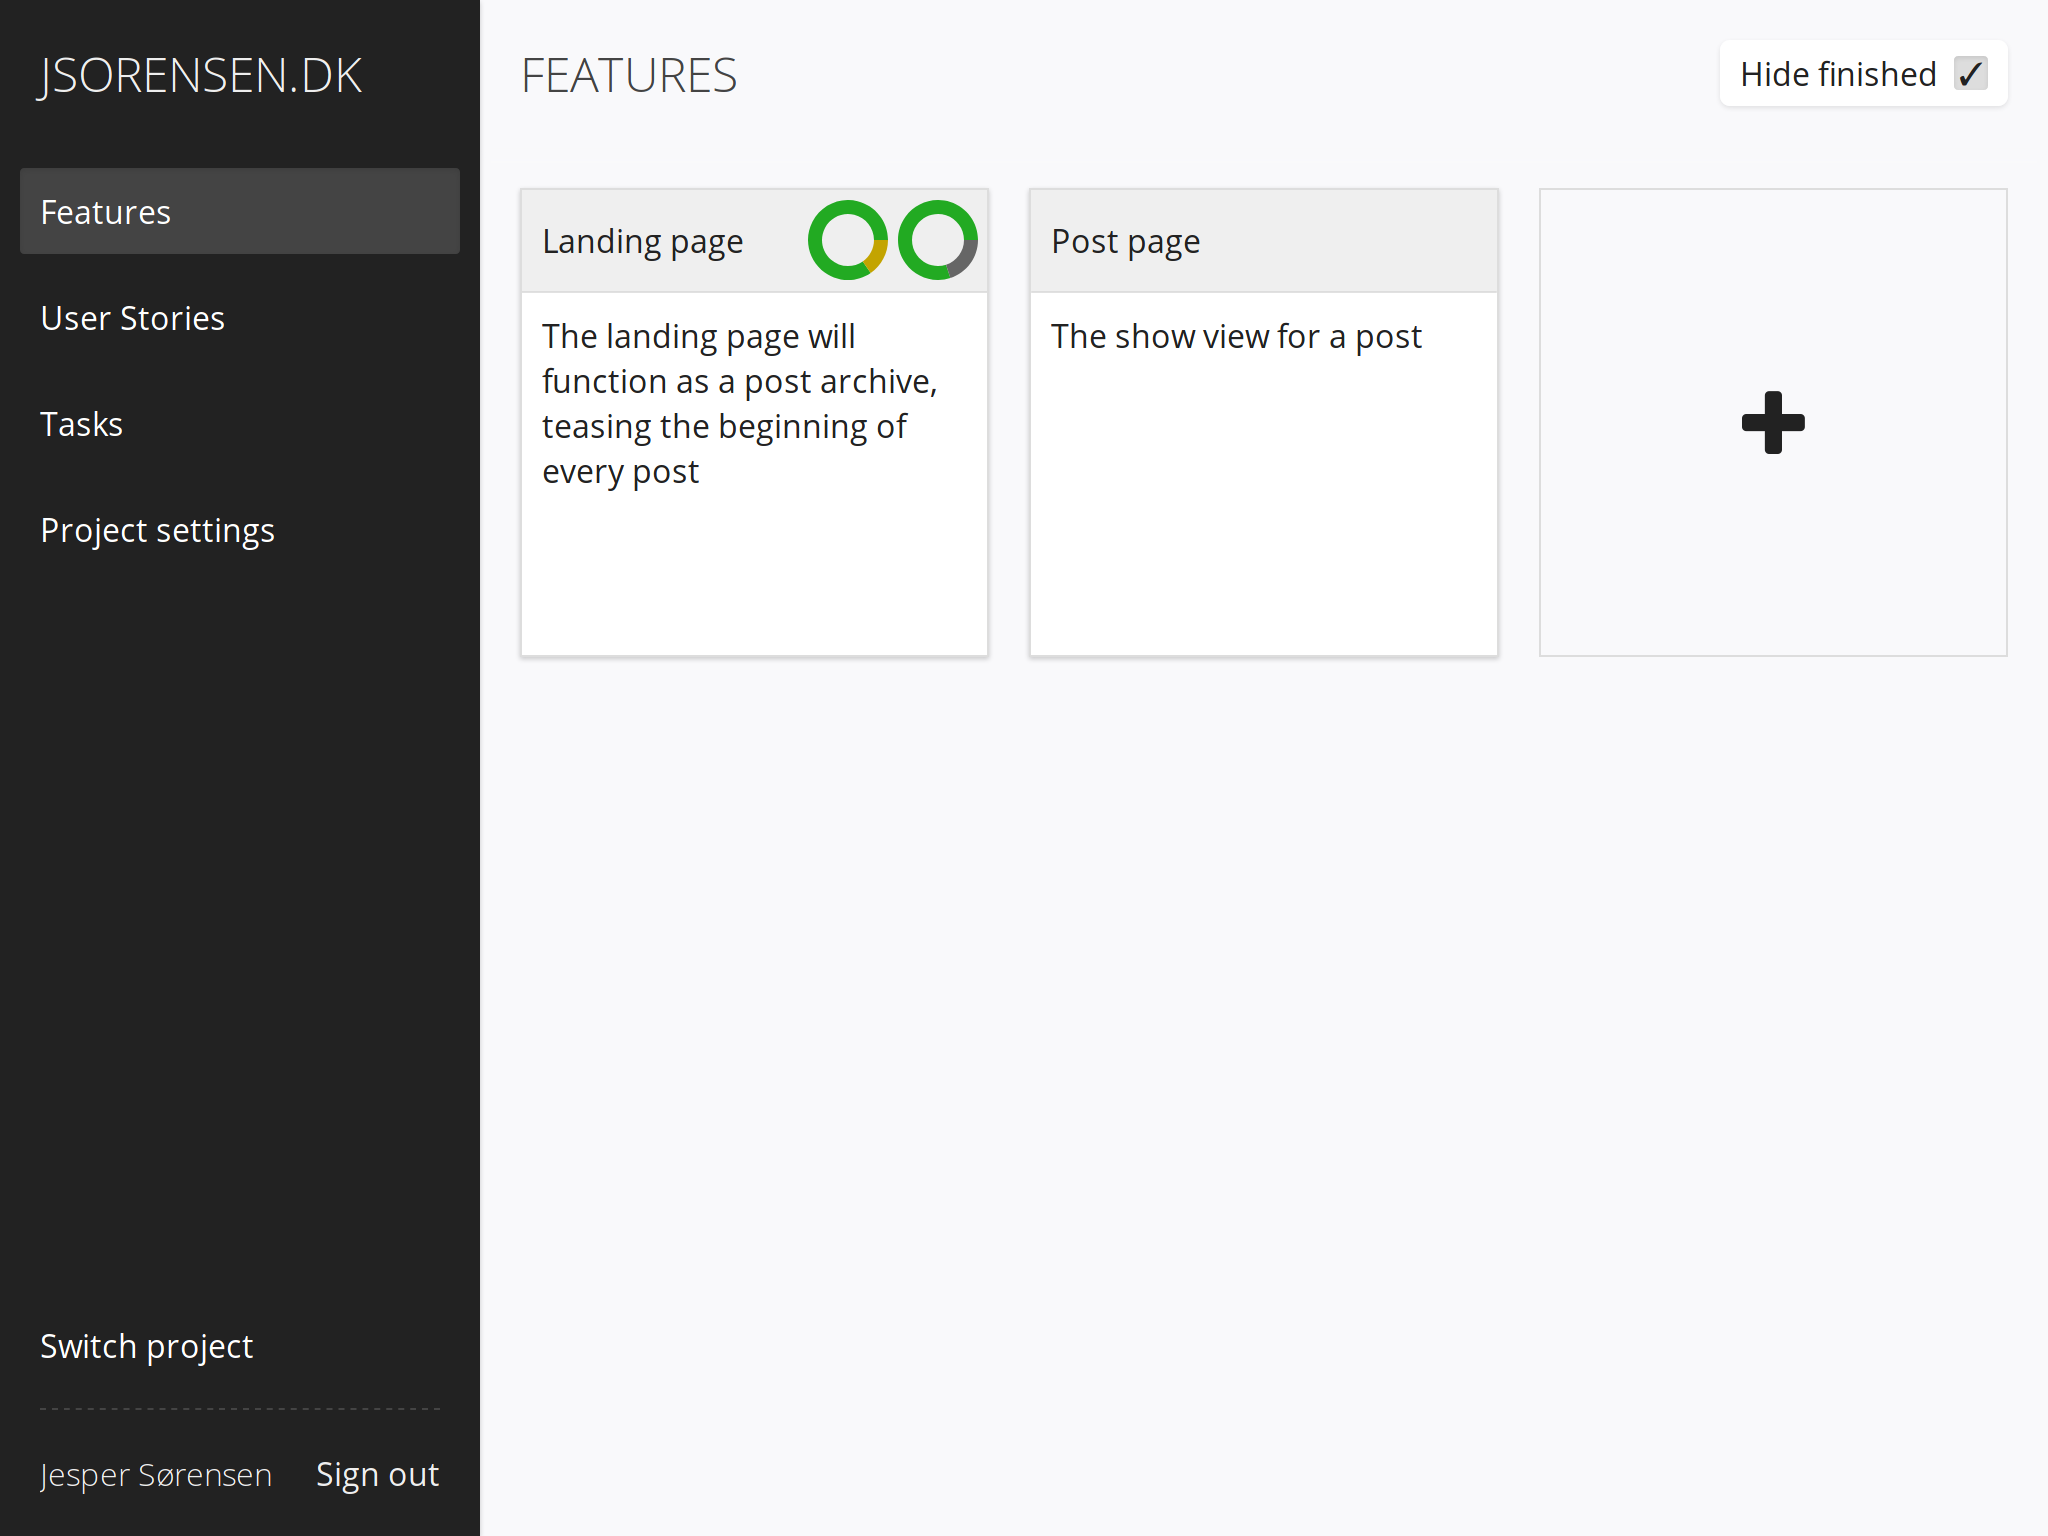 JSORENSEN.DK
Features
User Stories
Tasks
Project settings
Switch project
Jesper Sørensen Sign out
FEATURES
Hide finished ✓
Landing page
The landing page will
function as a post archive,
teasing the beginning of
every post
Post page
The show view for a post